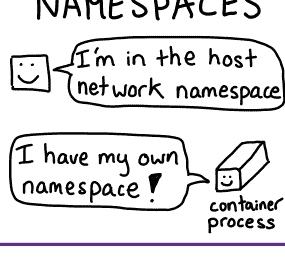 NAMESPACES
I'm in the host
network namespace
I have my own
namespace!
container
process